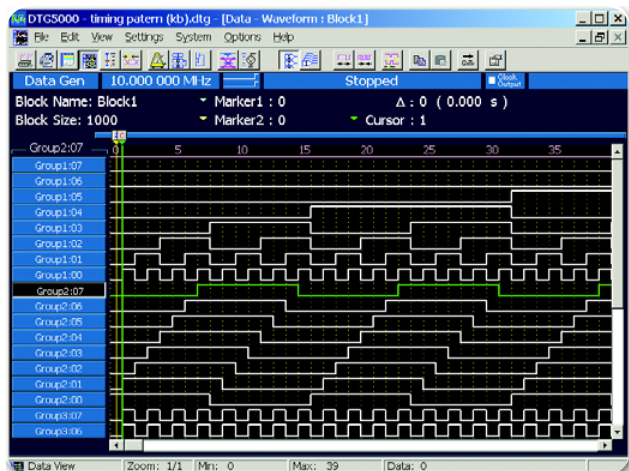 DTG5000 - timing patern (kb).dtg - [Data - Waveform : Block1]
File Edit View Settings System Options Help
Data Gen 10.000 000 MHz Stopped Clock Output
Block Name: Block1 Marker1 : 0 Δ : 0 ( 0.000 s )
Block Size: 1000 Marker2 : 0 Cursor : 1
Group2:07 0 5 10 15 20 25 30 35
Group1:07
Group1:06
Group1:05
Group1:04
Group1:03
Group1:02
Group1:01
Group1:00
Group2:07
Group2:06
Group2:05
Group2:04
Group2:03
Group2:02
Group2:01
Group2:00
Group3:07
Group3:06
Data View Zoom: 1/1 Min: 0 Max: 39 Data: 0